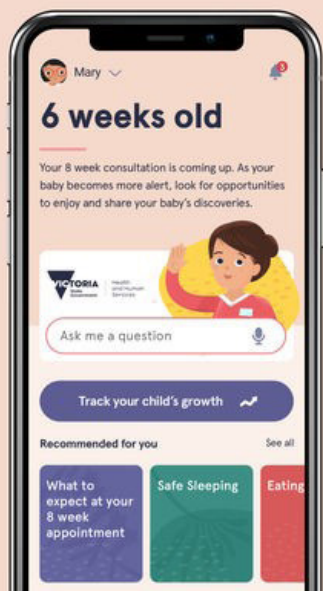 Mary
3
6 weeks old
Your 8 week consultation is coming up. As your
baby becomes more alert, look for opportunities
to enjoy and share your baby's discoveries.
VICTORIA
State
Government
Health
and Human
Services
Ask me a question
Track your child's growth
Recommended for you
See all
What to
expect at your
8 week
appointment
Safe Sleeping
Eating